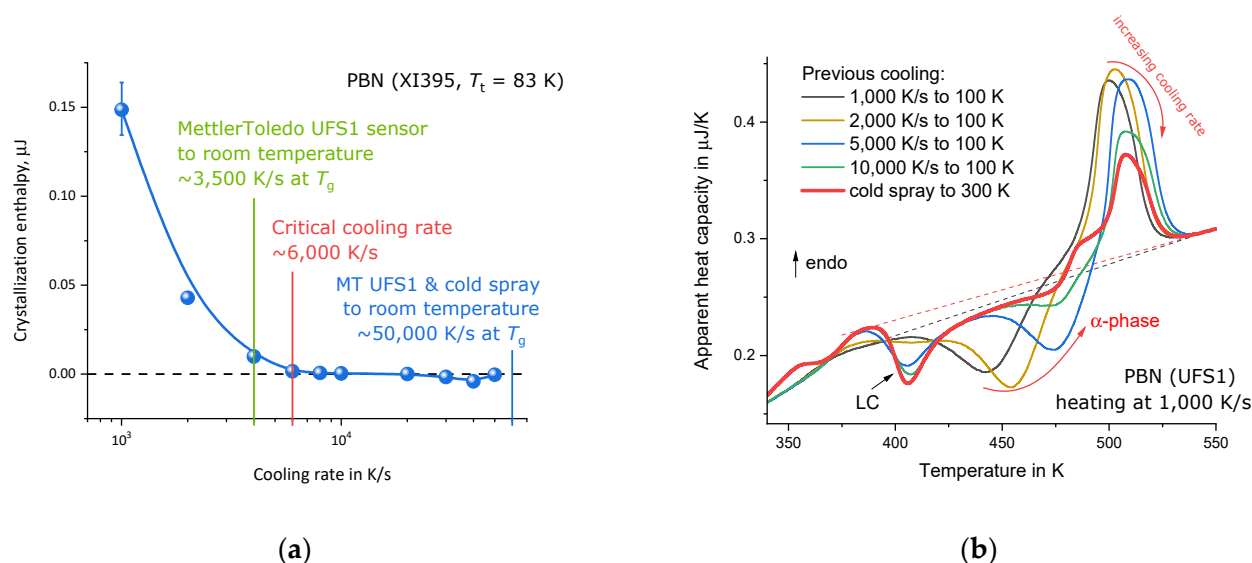 PBN (XI395, Tt = 83 K)
0.15
0.10
0.05
0.00
Crystallization enthalpy, μJ
MettlerToledo UFS1 sensor
to room temperature
~3,500 K/s at Tg
Critical cooling rate
~6,000 K/s
MT UFS1 & cold spray
to room temperature
~50,000 K/s at Tg
10³
10⁴
Cooling rate in K/s
(a)
Previous cooling:
1,000 K/s to 100 K
2,000 K/s to 100 K
5,000 K/s to 100 K
10,000 K/s to 100 K
cold spray to 300 K
increasing cooling rate
0.4
0.3
0.2
Apparent heat capacity in μJ/K
endo
LC
α-phase
PBN (UFS1)
heating at 1,000 K/s
350
400
450
500
550
Temperature in K
(b)